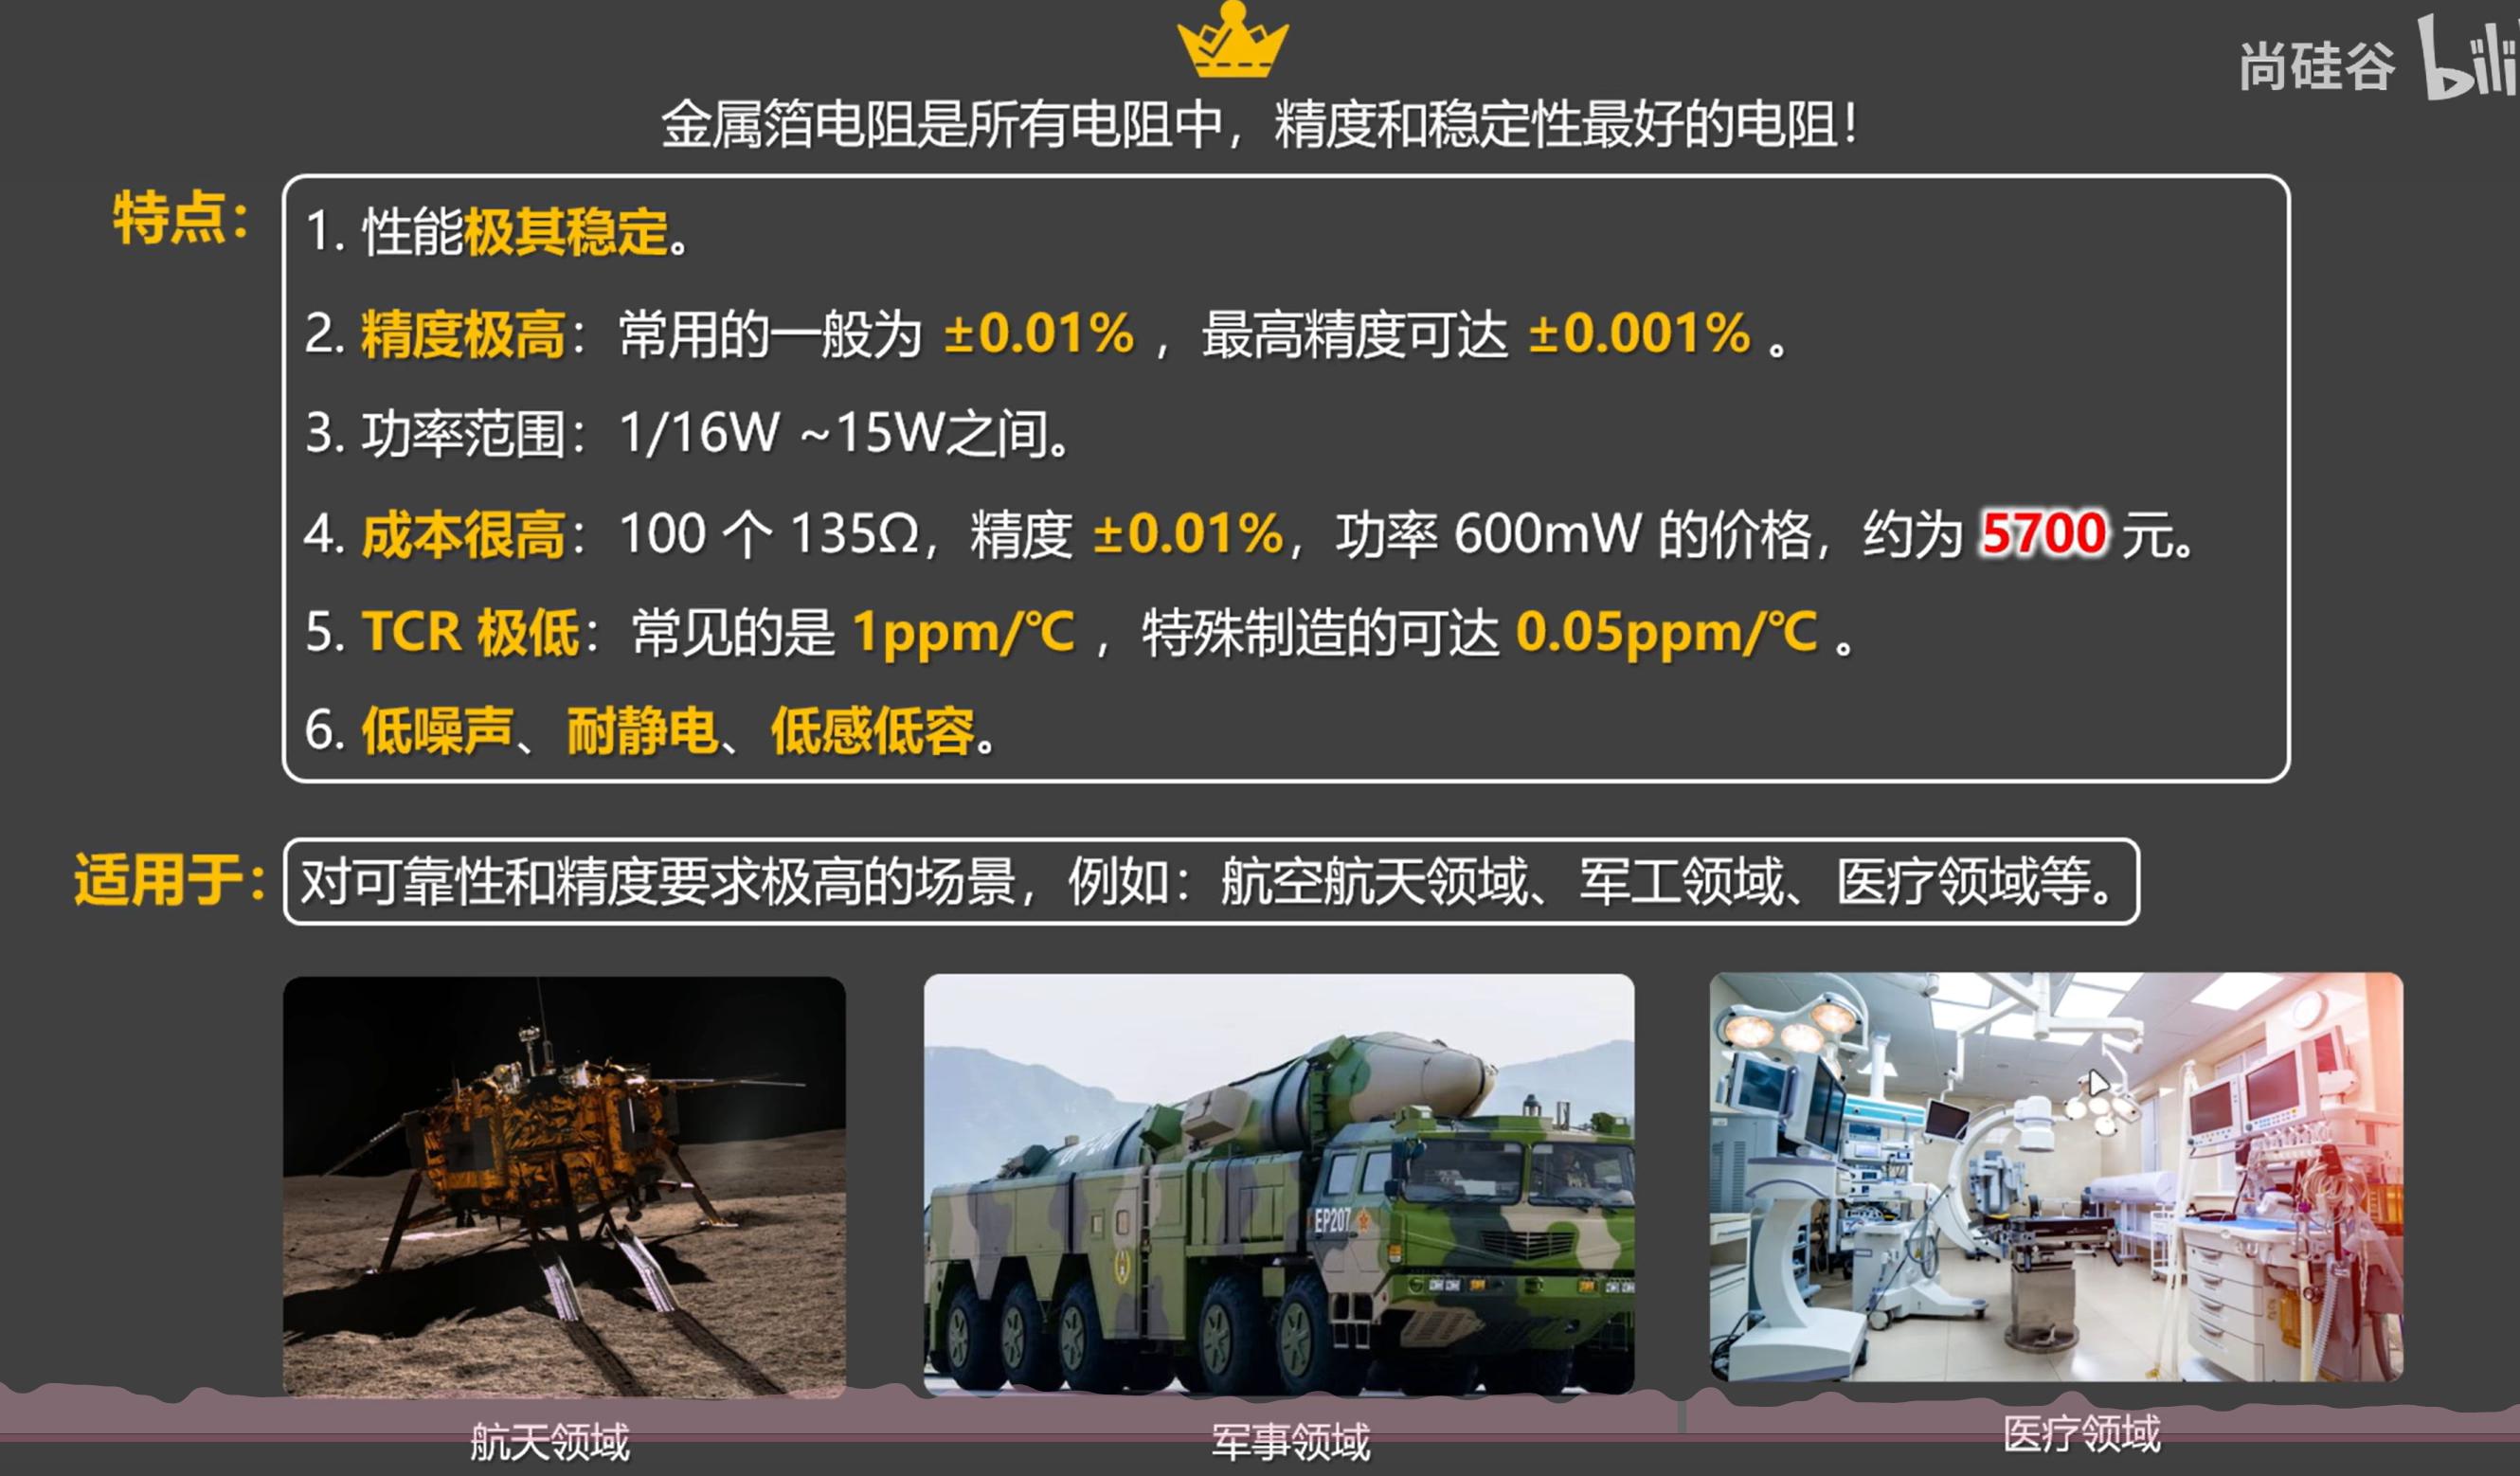 尚硅谷 bili
金属箔电阻是所有电阻中，精度和稳定性最好的电阻！
特点：
1. 性能极其稳定。
2. 精度极高：常用的一般为 ±0.01% ，最高精度可达 ±0.001% 。
3. 功率范围：1/16W ~15W之间。
4. 成本很高：100 个 135Ω，精度 ±0.01%，功率 600mW 的价格，约为 5700 元。
5. TCR 极低：常见的是 1ppm/℃ ，特殊制造的可达 0.05ppm/℃ 。
6. 低噪声、耐静电、低感低容。
适用于：
对可靠性和精度要求极高的场景，例如：航空航天领域、军工领域、医疗领域等。
EP207
航天领域
军事领域
医疗领域